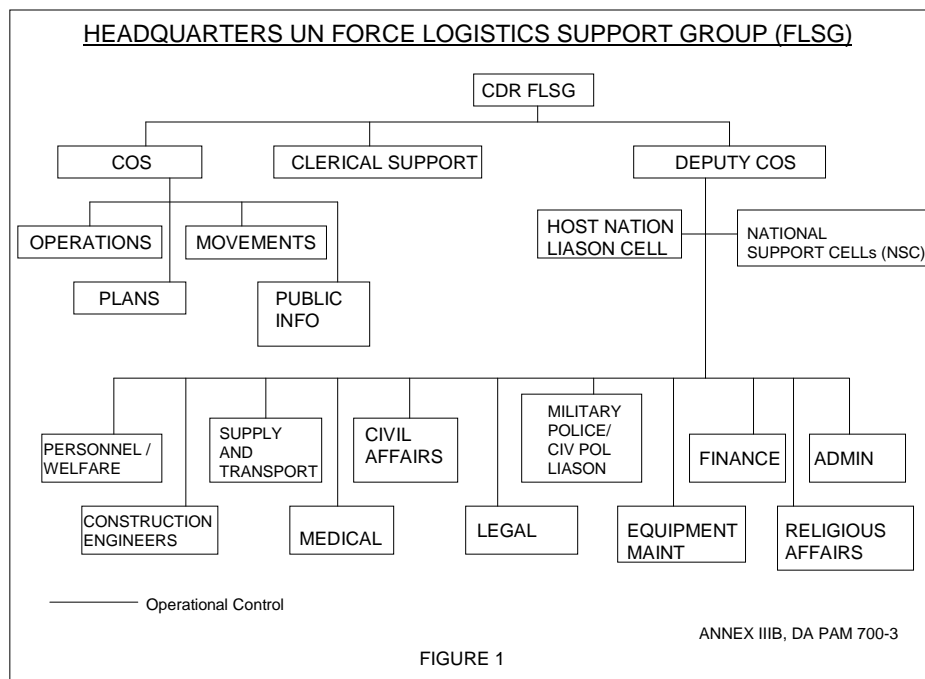 HEADQUARTERS UN FORCE LOGISTICS SUPPORT GROUP (FLSG)
CDR FLSG
COS
CLERICAL SUPPORT
DEPUTY COS
OPERATIONS
MOVEMENTS
PLANS
PUBLIC
INFO
HOST NATION
LIASON CELL
NATIONAL
SUPPORT CELLs (NSC)
PERSONNEL /
WELFARE
SUPPLY
AND
TRANSPORT
CIVIL
AFFAIRS
MILITARY
POLICE/
CIV POL
LIASON
FINANCE
ADMIN
CONSTRUCTION
ENGINEERS
MEDICAL
LEGAL
EQUIPMENT
MAINT
RELIGIOUS
AFFAIRS
Operational Control
ANNEX IIIB, DA PAM 700-3
FIGURE 1